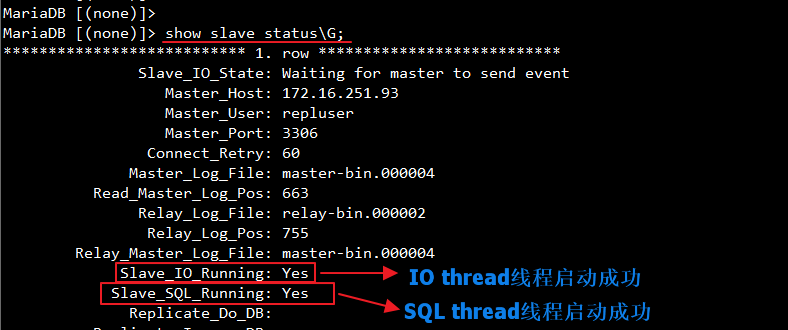 MariaDB [(none)]>
MariaDB [(none)]> show slave status\G;
*************************** 1. row ***************************
Slave_IO_State: Waiting for master to send event
Master_Host: 172.16.251.93
Master_User: repluser
Master_Port: 3306
Connect_Retry: 60
Master_Log_File: master-bin.000004
Read_Master_Log_Pos: 663
Relay_Log_File: relay-bin.000002
Relay_Log_Pos: 755
Relay_Master_Log_File: master-bin.000004
Slave_IO_Running: Yes IO thread线程启动成功
Slave_SQL_Running: Yes SQL thread线程启动成功
Replicate_Do_DB: